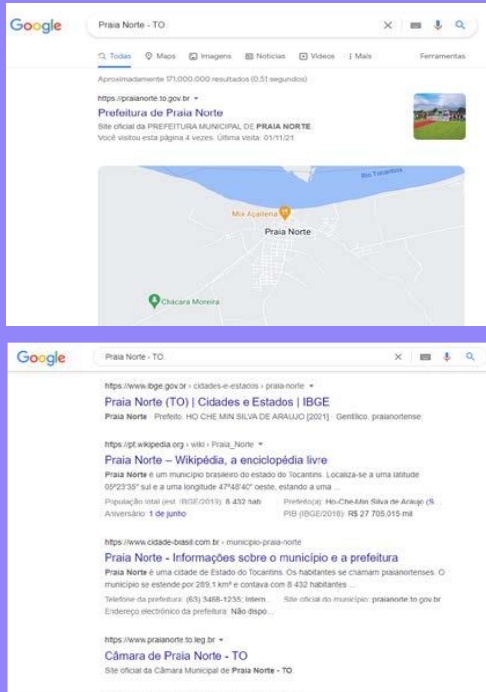 Google
Praia Norte - TO
Todas Maps Imagens Notícias Vídeos Mais Ferramentas
Aproximadamente 171.000.000 resultados (0,51 segundos)
https://praianorte.to.gov.br
Prefeitura de Praia Norte
Site oficial da PREFEITURA MUNICIPAL DE PRAIA NORTE
Você visitou esta página 4 vezes. Última visita: 01/11/21
Rio Tocantins
Mix Açaiteria
Praia Norte
Chácara Moreira
Google
Praia Norte - TO.
https://www.ibge.gov.br › cidades-e-estados › praia-norte
Praia Norte (TO) | Cidades e Estados | IBGE
Praia Norte · Prefeito. HO CHE MIN SILVA DE ARAUJO [2021] · Gentílico. praianortense.
https://pt.wikipedia.org › wiki › Praia_Norte
Praia Norte – Wikipédia, a enciclopédia livre
Praia Norte é um município brasileiro do estado do Tocantins. Localiza-se a uma latitude
05º23'35" sul e a uma longitude 47º48'40" oeste, estando a uma ...
População total (est. IBGE/2019): 8 432 hab Prefeito(a): Ho-Che-Min Silva de Araújo (S...
Aniversário: 1 de junho PIB (IBGE/2016): R$ 27 705,015 mil
https://www.cidade-brasil.com.br › municipio-praia-norte
Praia Norte - Informações sobre o município e a prefeitura
Praia Norte é uma cidade de Estado do Tocantins. Os habitantes se chamam praianortenses. O
município se estende por 289,1 km² e contava com 8 432 habitantes ...
Telefone da prefeitura: (63) 3488-1235; Intern... Site oficial do município: praianorte.to.gov.br
Endereço electrónico da prefeitura: Não dispo...
https://www.praianorte.to.leg.br
Câmara de Praia Norte - TO
Site oficial da Câmara Municipal de Praia Norte - TO.